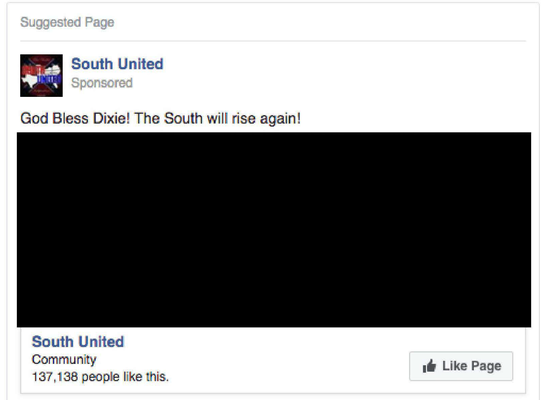 Suggested Page
South United
Sponsored
God Bless Dixie! The South will rise again!
South United
Community
137,138 people like this.
Like Page